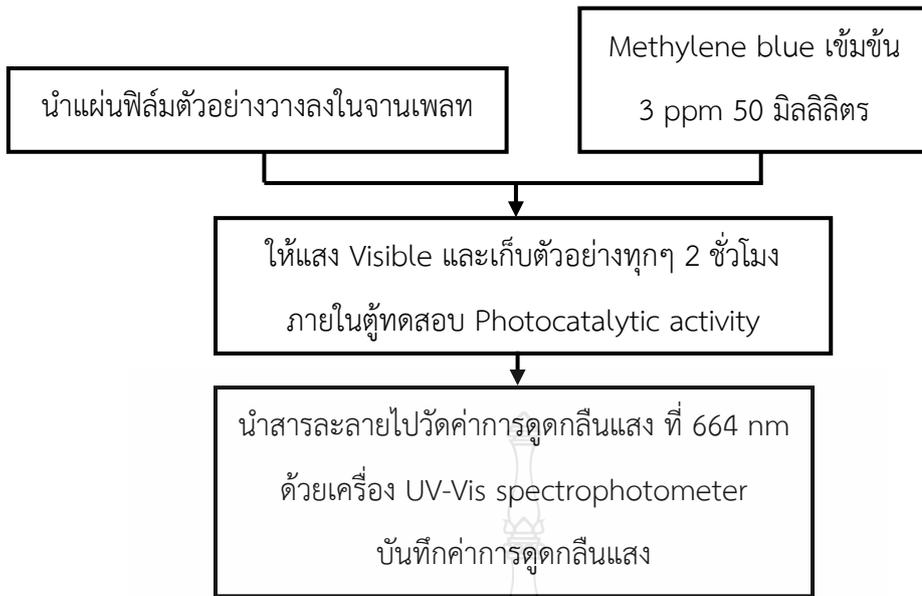 นำแผ่นฟิล์มตัวอย่างวางลงในจานเพลท
Methylene blue เข้มข้น
3 ppm 50 มิลลิลิตร
ให้แสง Visible และเก็บตัวอย่างทุกๆ 2 ชั่วโมง
ภายในตู้ทดสอบ Photocatalytic activity
นำสารละลายไปวัดค่าการดูดกลืนแสง ที่ 664 nm
ด้วยเครื่อง UV-Vis spectrophotometer
บันทึกค่าการดูดกลืนแสง